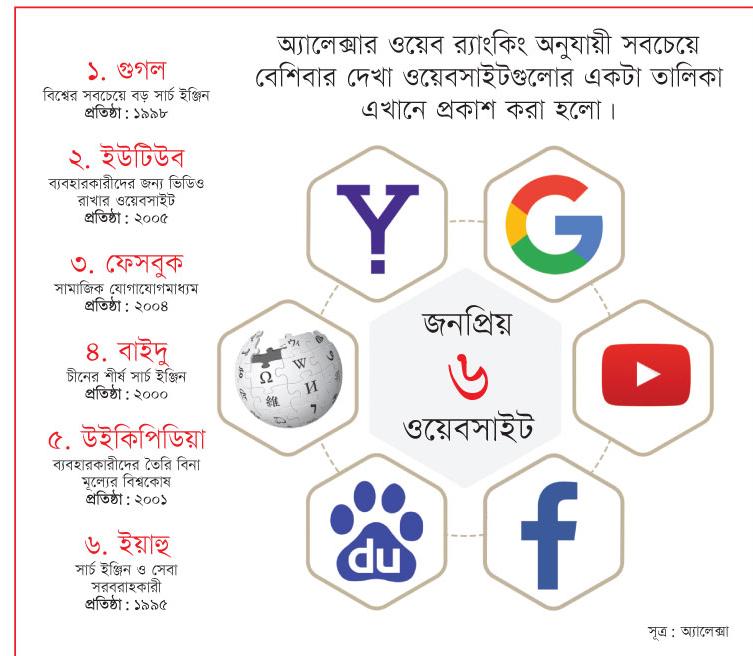 অ্যালেক্সার ওয়েব র‍্যাংকিং অনুযায়ী সবচেয়ে
বেশিবার দেখা ওয়েবসাইটগুলোর একটা তালিকা
এখানে প্রকাশ করা হলো।
১. গুগল
বিশ্বের সবচেয়ে বড় সার্চ ইঞ্জিন
প্রতিষ্ঠা : ১৯৯৮
২. ইউটিউব
ব্যবহারকারীদের জন্য ভিডিও
রাখার ওয়েবসাইট
প্রতিষ্ঠা : ২০০৫
৩. ফেসবুক
সামাজিক যোগাযোগমাধ্যম
প্রতিষ্ঠা : ২০০৪
৪. বাইদু
চীনের শীর্ষ সার্চ ইঞ্জিন
প্রতিষ্ঠা : ২০০০
৫. উইকিপিডিয়া
ব্যবহারকারীদের তৈরি বিনা
মূল্যের বিশ্বকোষ
প্রতিষ্ঠা : ২০০১
৬. ইয়াহু
সার্চ ইঞ্জিন ও সেবা
সরবরাহকারী
প্রতিষ্ঠা : ১৯৯৫
Y
G
জনপ্রিয়
৬
ওয়েবসাইট
Ω W
И
維
du
f
সূত্র : অ্যালেক্সা